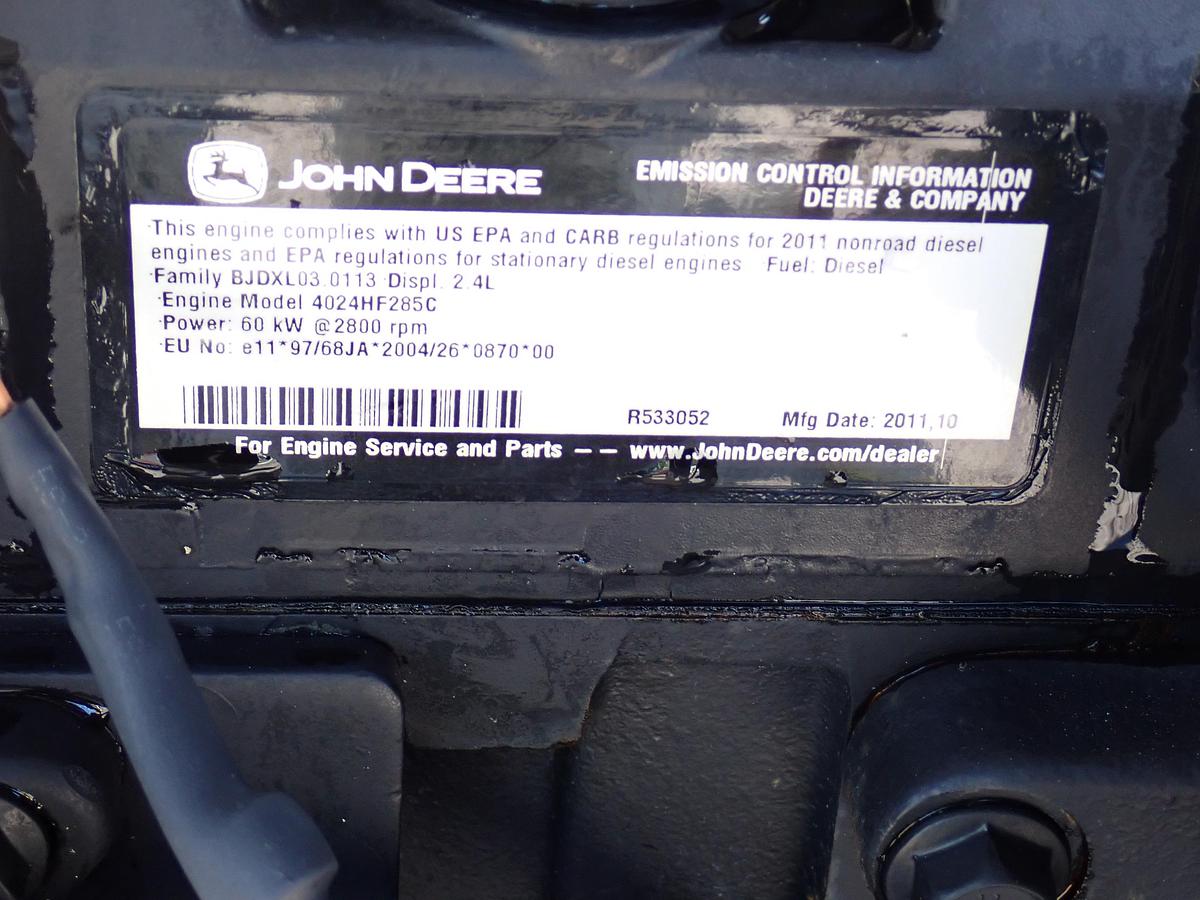 JOHN DEERE
EMISSION CONTROL INFORMATION
DEERE & COMPANY
·This engine complies with US EPA and CARB regulations for 2011 nonroad diesel
engines and EPA regulations for stationary diesel engines ·Fuel: Diesel
·Family BJDXL03.0113 ·Displ. 2.4L
·Engine Model 4024HF285C
·Power: 60 kW @2800 rpm
·EU No: e11*97/68JA*2004/26*0870*00
R533052 Mfg Date: 2011,10
For Engine Service and Parts –– www.JohnDeere.com/dealer